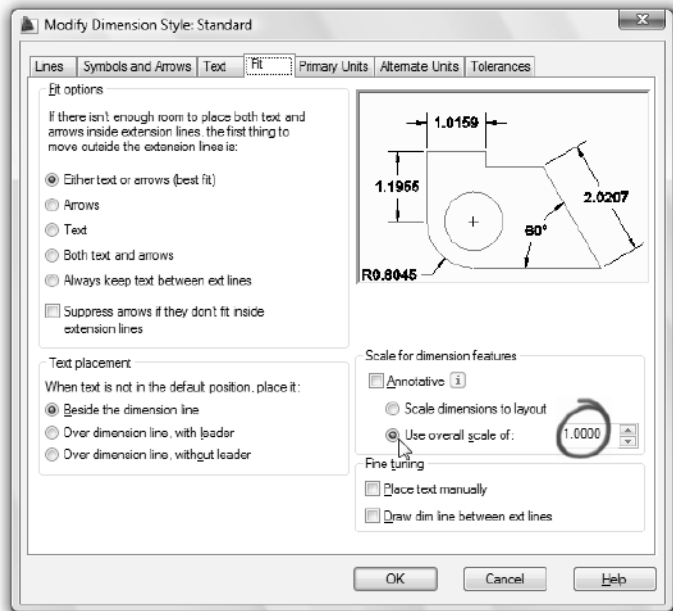 Modify Dimension Style: Standard
Lines Symbols and Arrows Text Fit Primary Units Alternate Units Tolerances
Fit options
If there isn't enough room to place both text and
arrows inside extension lines, the first thing to
move outside the extension lines is:
Either text or arrows (best fit)
Arrows
Text
Both text and arrows
Always keep text between ext lines
Suppress arrows if they don't fit inside
extension lines
Text placement
When text is not in the default position, place it:
Beside the dimension line
Over dimension line, with leader
Over dimension line, without leader
1.0159
1.1955
2.0207
60°
R0.8045
Scale for dimension features
Annotative i
Scale dimensions to layout
Use overall scale of: 1.0000
Fine tuning
Place text manually
Draw dim line between ext lines
OK Cancel Help